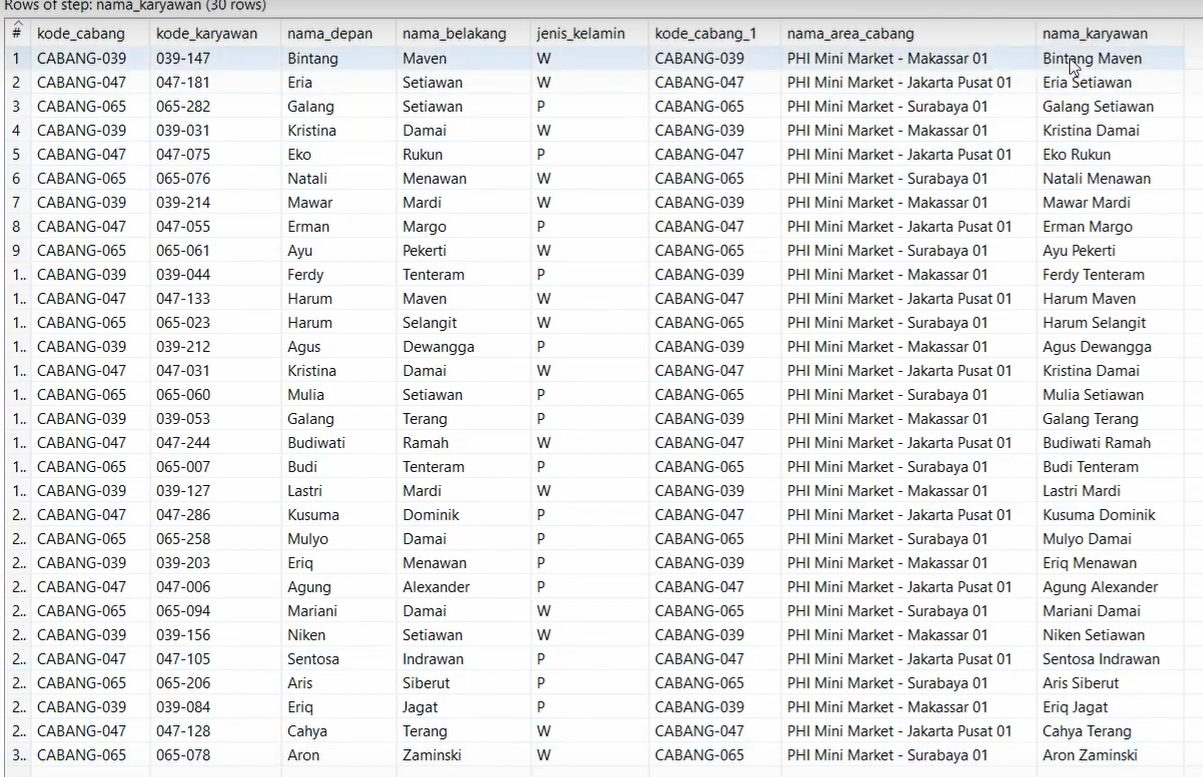 Rows of step: nama_karyawan (30 rows)
# kode_cabang kode_karyawan nama_depan nama_belakang jenis_kelamin kode_cabang_1 nama_area_cabang nama_karyawan
1 CABANG-039 039-147 Bintang Maven W CABANG-039 PHI Mini Market - Makassar 01 Bintang Maven
2 CABANG-047 047-181 Eria Setiawan W CABANG-047 PHI Mini Market - Jakarta Pusat 01 Eria Setiawan
3 CABANG-065 065-282 Galang Setiawan P CABANG-065 PHI Mini Market - Surabaya 01 Galang Setiawan
4 CABANG-039 039-031 Kristina Damai W CABANG-039 PHI Mini Market - Makassar 01 Kristina Damai
5 CABANG-047 047-075 Eko Rukun P CABANG-047 PHI Mini Market - Jakarta Pusat 01 Eko Rukun
6 CABANG-065 065-076 Natali Menawan W CABANG-065 PHI Mini Market - Surabaya 01 Natali Menawan
7 CABANG-039 039-214 Mawar Mardi W CABANG-039 PHI Mini Market - Makassar 01 Mawar Mardi
8 CABANG-047 047-055 Erman Margo P CABANG-047 PHI Mini Market - Jakarta Pusat 01 Erman Margo
9 CABANG-065 065-061 Ayu Pekerti W CABANG-065 PHI Mini Market - Surabaya 01 Ayu Pekerti
1.. CABANG-039 039-044 Ferdy Tenteram P CABANG-039 PHI Mini Market - Makassar 01 Ferdy Tenteram
1.. CABANG-047 047-133 Harum Maven W CABANG-047 PHI Mini Market - Jakarta Pusat 01 Harum Maven
1.. CABANG-065 065-023 Harum Selangit W CABANG-065 PHI Mini Market - Surabaya 01 Harum Selangit
1.. CABANG-039 039-212 Agus Dewangga P CABANG-039 PHI Mini Market - Makassar 01 Agus Dewangga
1.. CABANG-047 047-031 Kristina Damai W CABANG-047 PHI Mini Market - Jakarta Pusat 01 Kristina Damai
1.. CABANG-065 065-060 Mulia Setiawan P CABANG-065 PHI Mini Market - Surabaya 01 Mulia Setiawan
1.. CABANG-039 039-053 Galang Terang P CABANG-039 PHI Mini Market - Makassar 01 Galang Terang
1.. CABANG-047 047-244 Budiwati Ramah W CABANG-047 PHI Mini Market - Jakarta Pusat 01 Budiwati Ramah
1.. CABANG-065 065-007 Budi Tenteram P CABANG-065 PHI Mini Market - Surabaya 01 Budi Tenteram
1.. CABANG-039 039-127 Lastri Mardi W CABANG-039 PHI Mini Market - Makassar 01 Lastri Mardi
2.. CABANG-047 047-286 Kusuma Dominik P CABANG-047 PHI Mini Market - Jakarta Pusat 01 Kusuma Dominik
2.. CABANG-065 065-258 Mulyo Damai P CABANG-065 PHI Mini Market - Surabaya 01 Mulyo Damai
2.. CABANG-039 039-203 Eriq Menawan P CABANG-039 PHI Mini Market - Makassar 01 Eriq Menawan
2.. CABANG-047 047-006 Agung Alexander P CABANG-047 PHI Mini Market - Jakarta Pusat 01 Agung Alexander
2.. CABANG-065 065-094 Mariani Damai W CABANG-065 PHI Mini Market - Surabaya 01 Mariani Damai
2.. CABANG-039 039-156 Niken Setiawan W CABANG-039 PHI Mini Market - Makassar 01 Niken Setiawan
2.. CABANG-047 047-105 Sentosa Indrawan P CABANG-047 PHI Mini Market - Jakarta Pusat 01 Sentosa Indrawan
2.. CABANG-065 065-206 Aris Siberut P CABANG-065 PHI Mini Market - Surabaya 01 Aris Siberut
2.. CABANG-039 039-084 Eriq Jagat P CABANG-039 PHI Mini Market - Makassar 01 Eriq Jagat
2.. CABANG-047 047-128 Cahya Terang W CABANG-047 PHI Mini Market - Jakarta Pusat 01 Cahya Terang
3.. CABANG-065 065-078 Aron Zaminski W CABANG-065 PHI Mini Market - Surabaya 01 Aron Zaminski